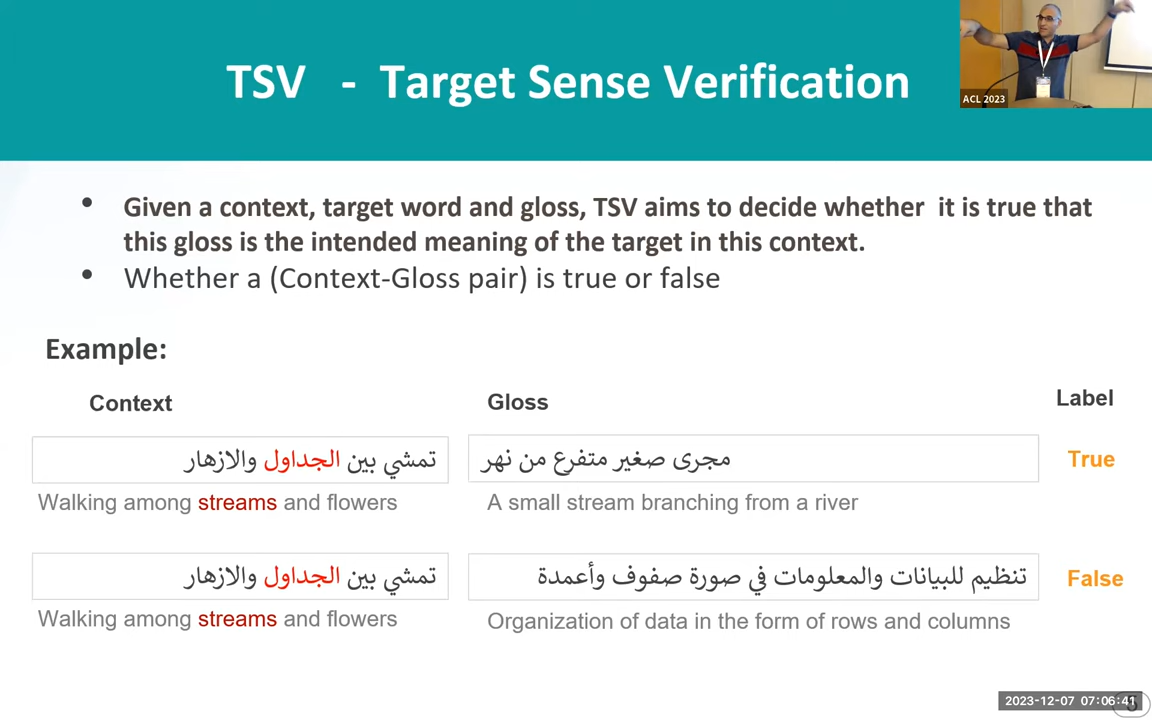 TSV - Target Sense Verification
ACL 2023
• Given a context, target word and gloss, TSV aims to decide whether it is true that
this gloss is the intended meaning of the target in this context.
• Whether a (Context-Gloss pair) is true or false
Example:
Context Gloss Label
تمشي بين الجداول والازهار
مجرى صغير متفرع من نهر
True
Walking among streams and flowers
A small stream branching from a river
تمشي بين الجداول والازهار
تنظيم للبيانات والمعلومات في صورة صفوف وأعمدة
False
Walking among streams and flowers
Organization of data in the form of rows and columns
2023-12-07 07:06:41